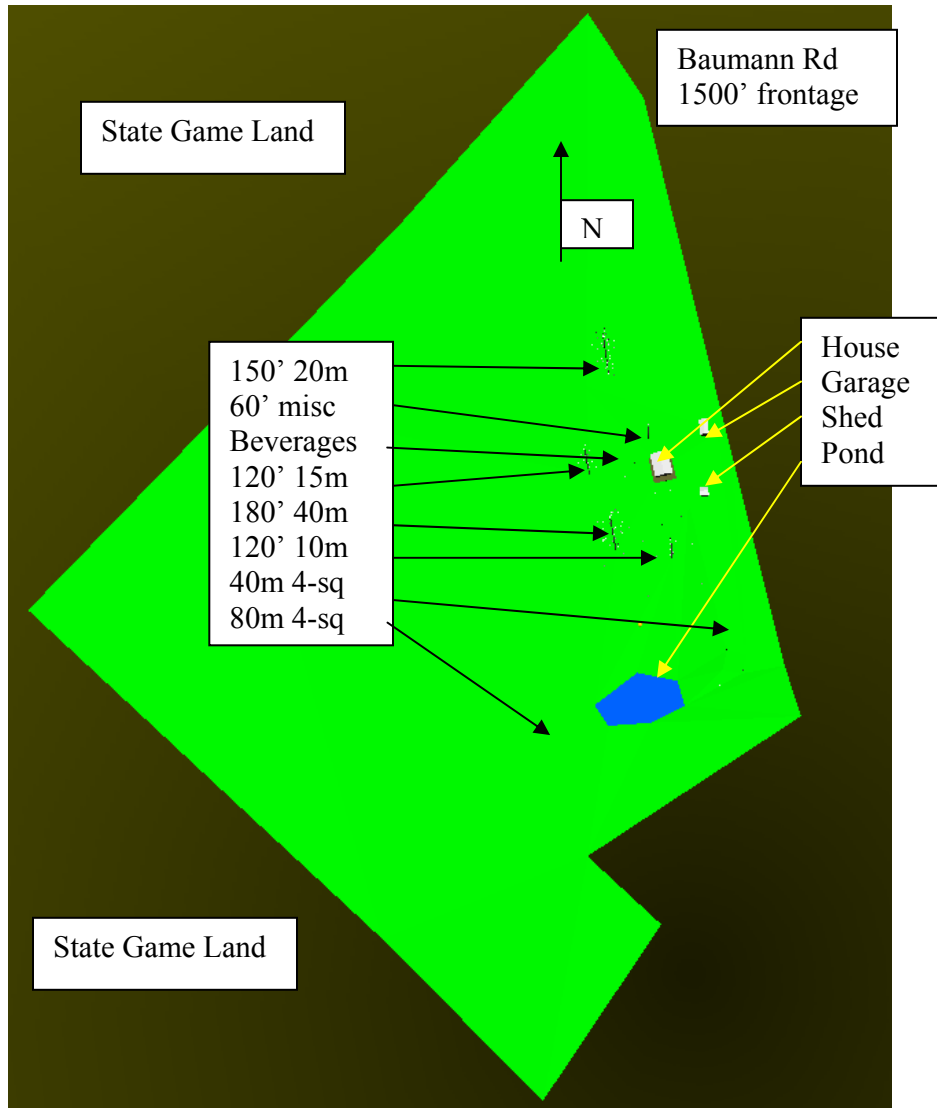 Baumann Rd
1500’ frontage
State Game Land
N
150’ 20m
60’ misc
Beverages
120’ 15m
180’ 40m
120’ 10m
40m 4-sq
80m 4-sq
House
Garage
Shed
Pond
State Game Land